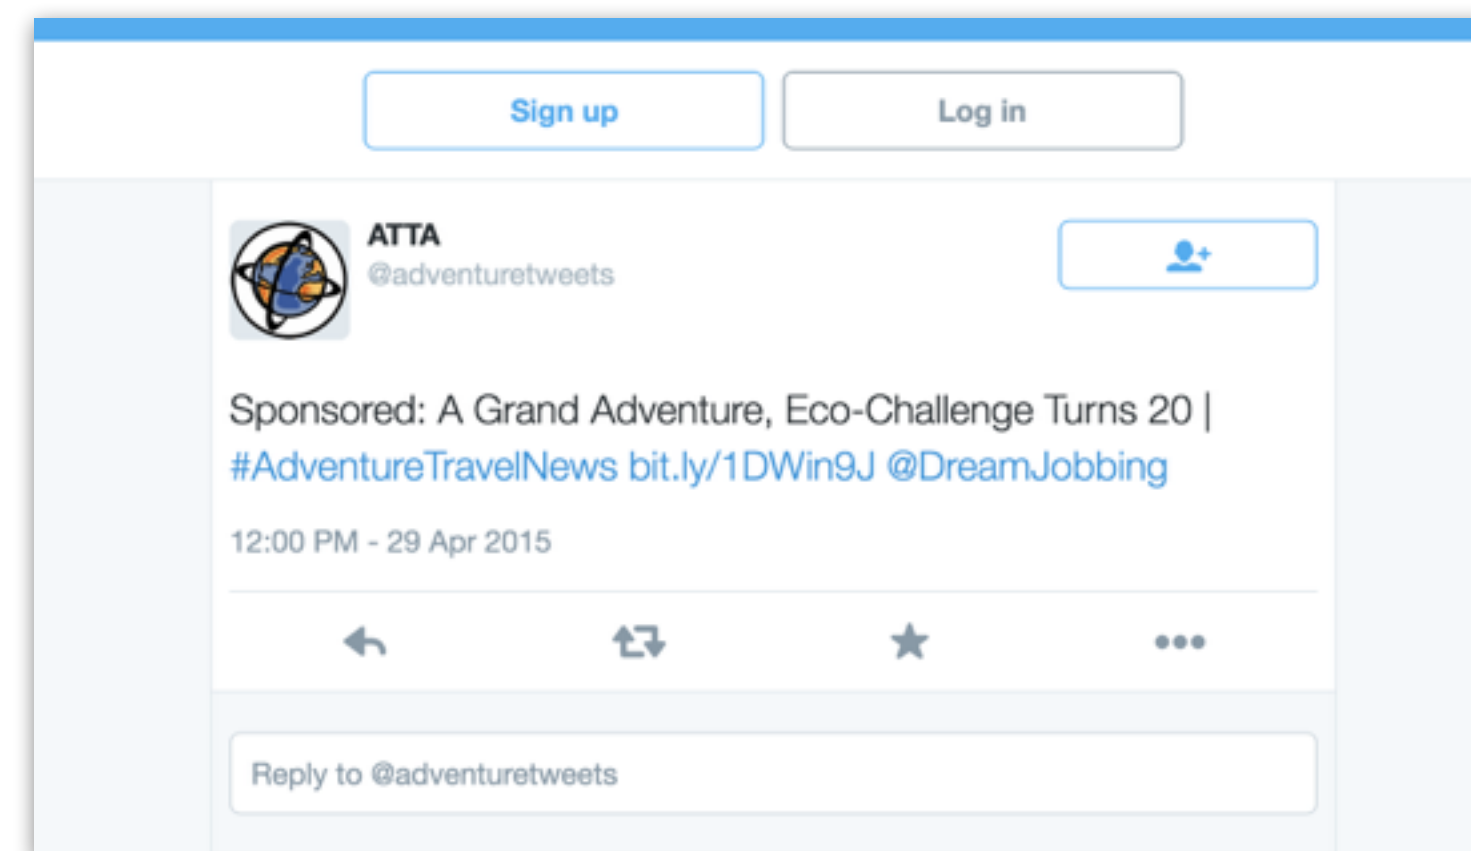 Sign up
Log in
ATTA
@adventuretweets
Sponsored: A Grand Adventure, Eco-Challenge Turns 20 |
#AdventureTravelNews bit.ly/1DWin9J @DreamJobbing
12:00 PM - 29 Apr 2015
Reply to @adventuretweets